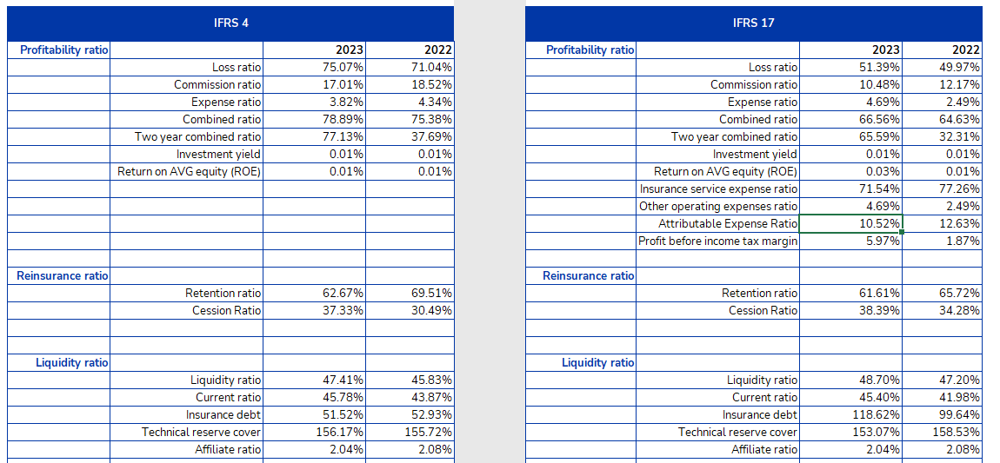 IFRS 4
Profitability ratio 2023 2022
Loss ratio 75.07% 71.04%
Commission ratio 17.01% 18.52%
Expense ratio 3.82% 4.34%
Combined ratio 78.89% 75.38%
Two year combined ratio 77.13% 37.69%
Investment yield 0.01% 0.01%
Return on AVG equity (ROE) 0.01% 0.01%
Reinsurance ratio
Retention ratio 62.67% 69.51%
Cession Ratio 37.33% 30.49%
Liquidity ratio
Liquidity ratio 47.41% 45.83%
Current ratio 45.78% 43.87%
Insurance debt 51.52% 52.93%
Technical reserve cover 156.17% 155.72%
Affiliate ratio 2.04% 2.08%
IFRS 17
Profitability ratio 2023 2022
Loss ratio 51.39% 49.97%
Commission ratio 10.48% 12.17%
Expense ratio 4.69% 2.49%
Combined ratio 66.56% 64.63%
Two year combined ratio 65.59% 32.31%
Investment yield 0.01% 0.01%
Return on AVG equity (ROE) 0.03% 0.01%
Insurance service expense ratio 71.54% 77.26%
Other operating expenses ratio 4.69% 2.49%
Attributable Expense Ratio 10.52% 12.63%
Profit before income tax margin 5.97% 1.87%
Reinsurance ratio
Retention ratio 61.61% 65.72%
Cession Ratio 38.39% 34.28%
Liquidity ratio
Liquidity ratio 48.70% 47.20%
Current ratio 45.40% 41.98%
Insurance debt 118.62% 99.64%
Technical reserve cover 153.07% 158.53%
Affiliate ratio 2.04% 2.08%